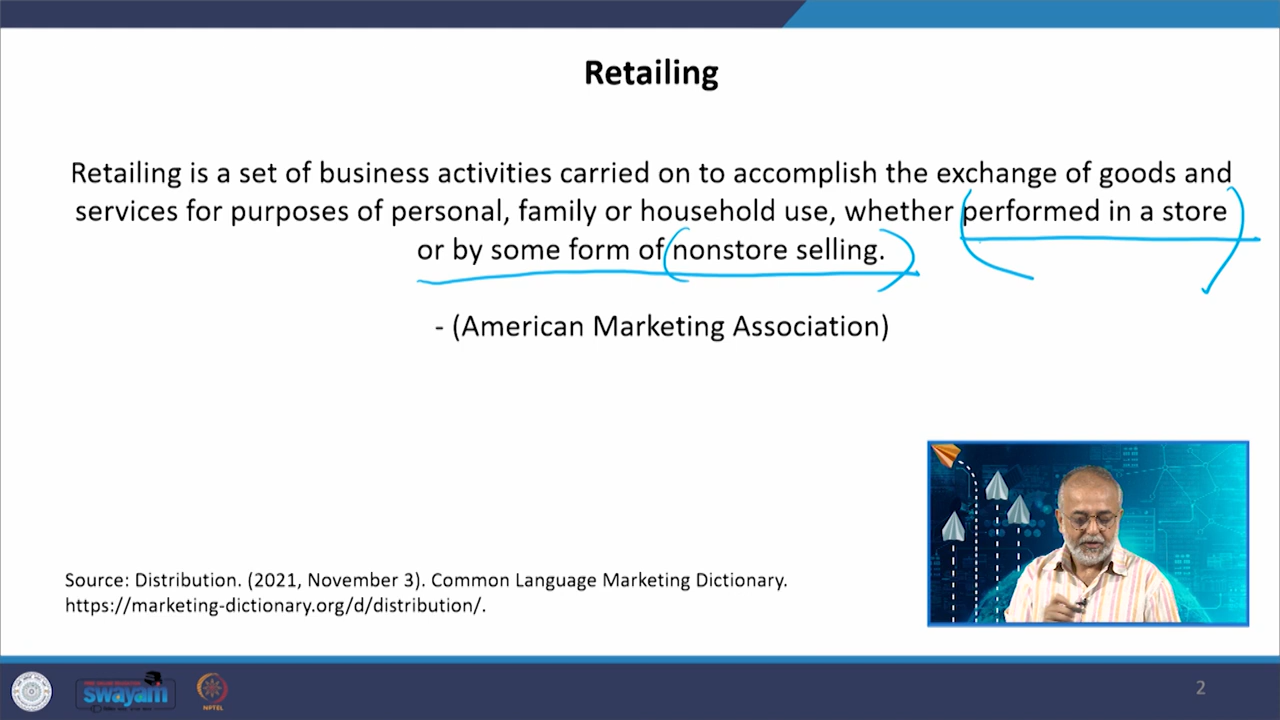 Retailing
Retailing is a set of business activities carried on to accomplish the exchange of goods and
services for purposes of personal, family or household use, whether performed in a store
or by some form of nonstore selling.
- (American Marketing Association)
Source: Distribution. (2021, November 3). Common Language Marketing Dictionary.
https://marketing-dictionary.org/d/distribution/.
swayam
NPTEL
2